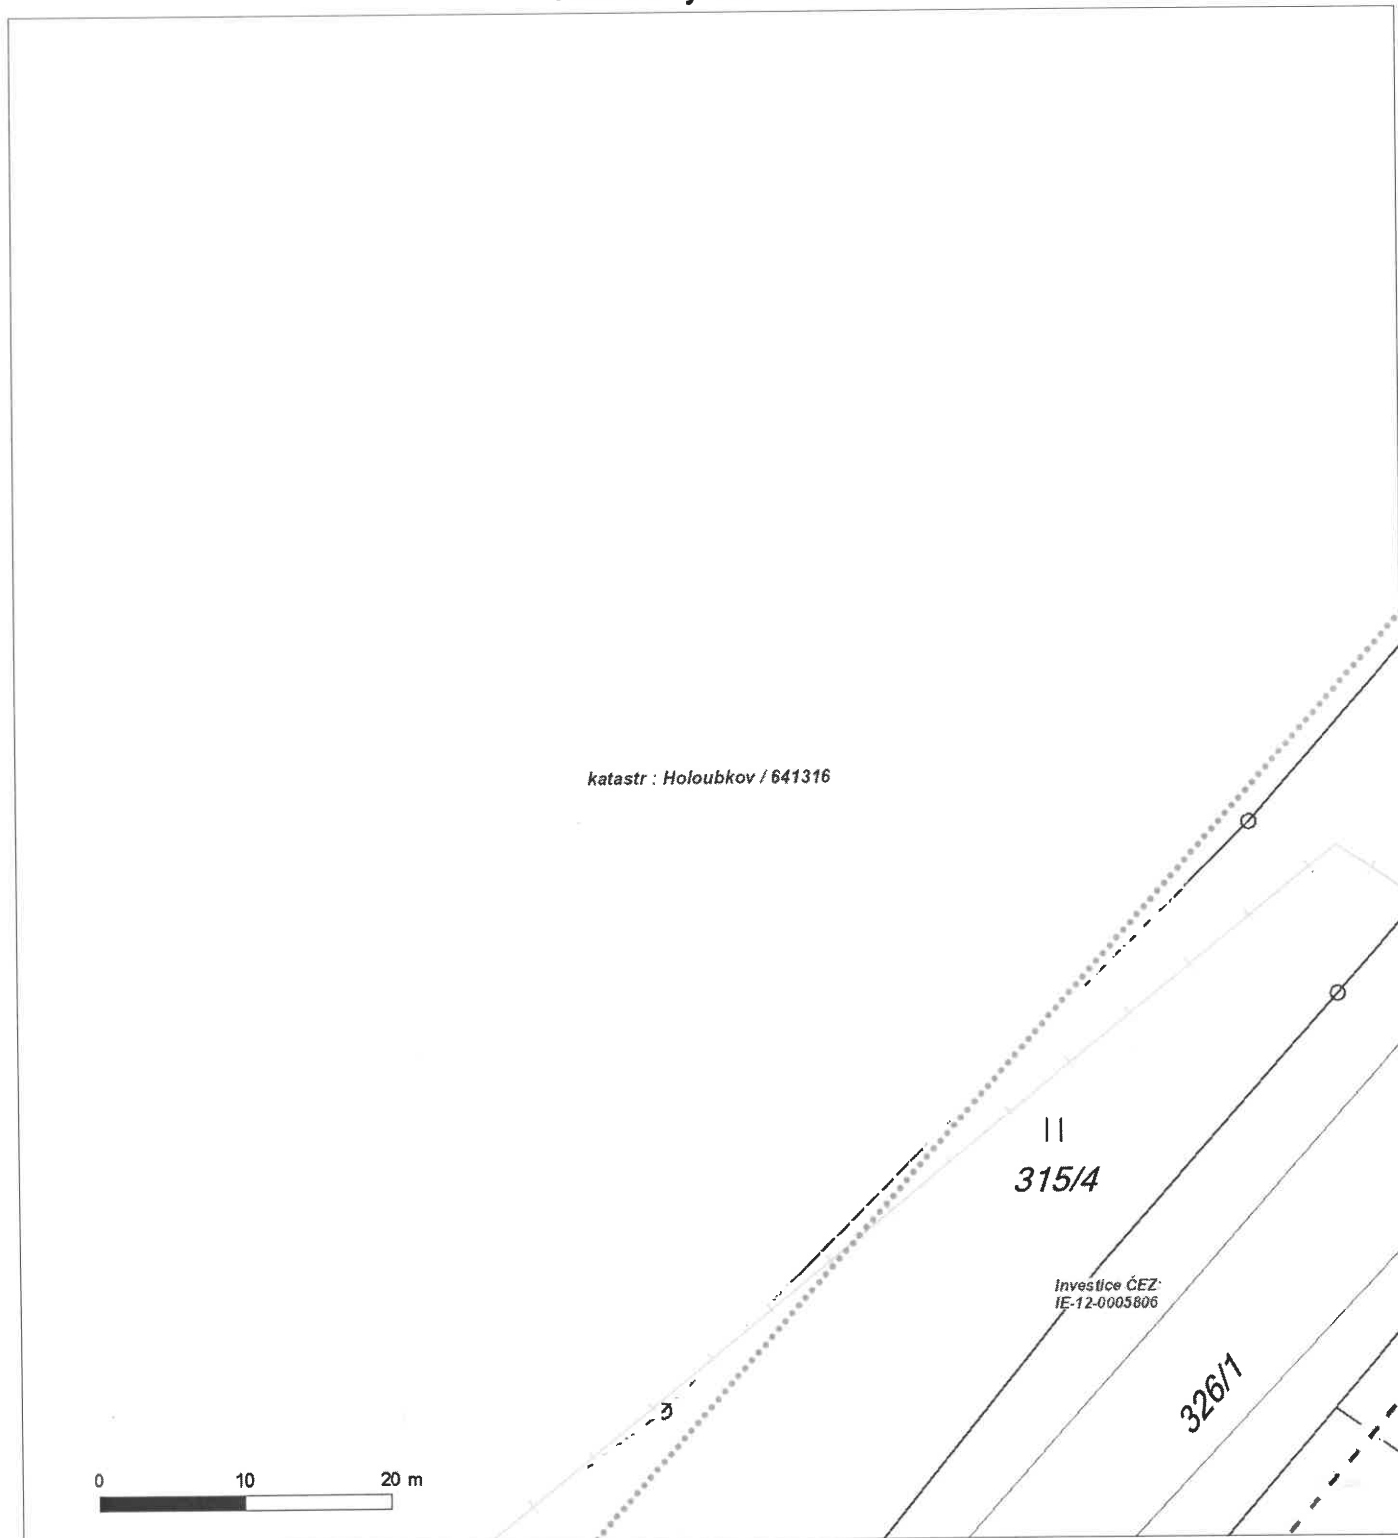 katastr : Holoubkov / 641316
315/4
Investice ČEZ:
IE-12-0005806
326/1
0 10 20 m